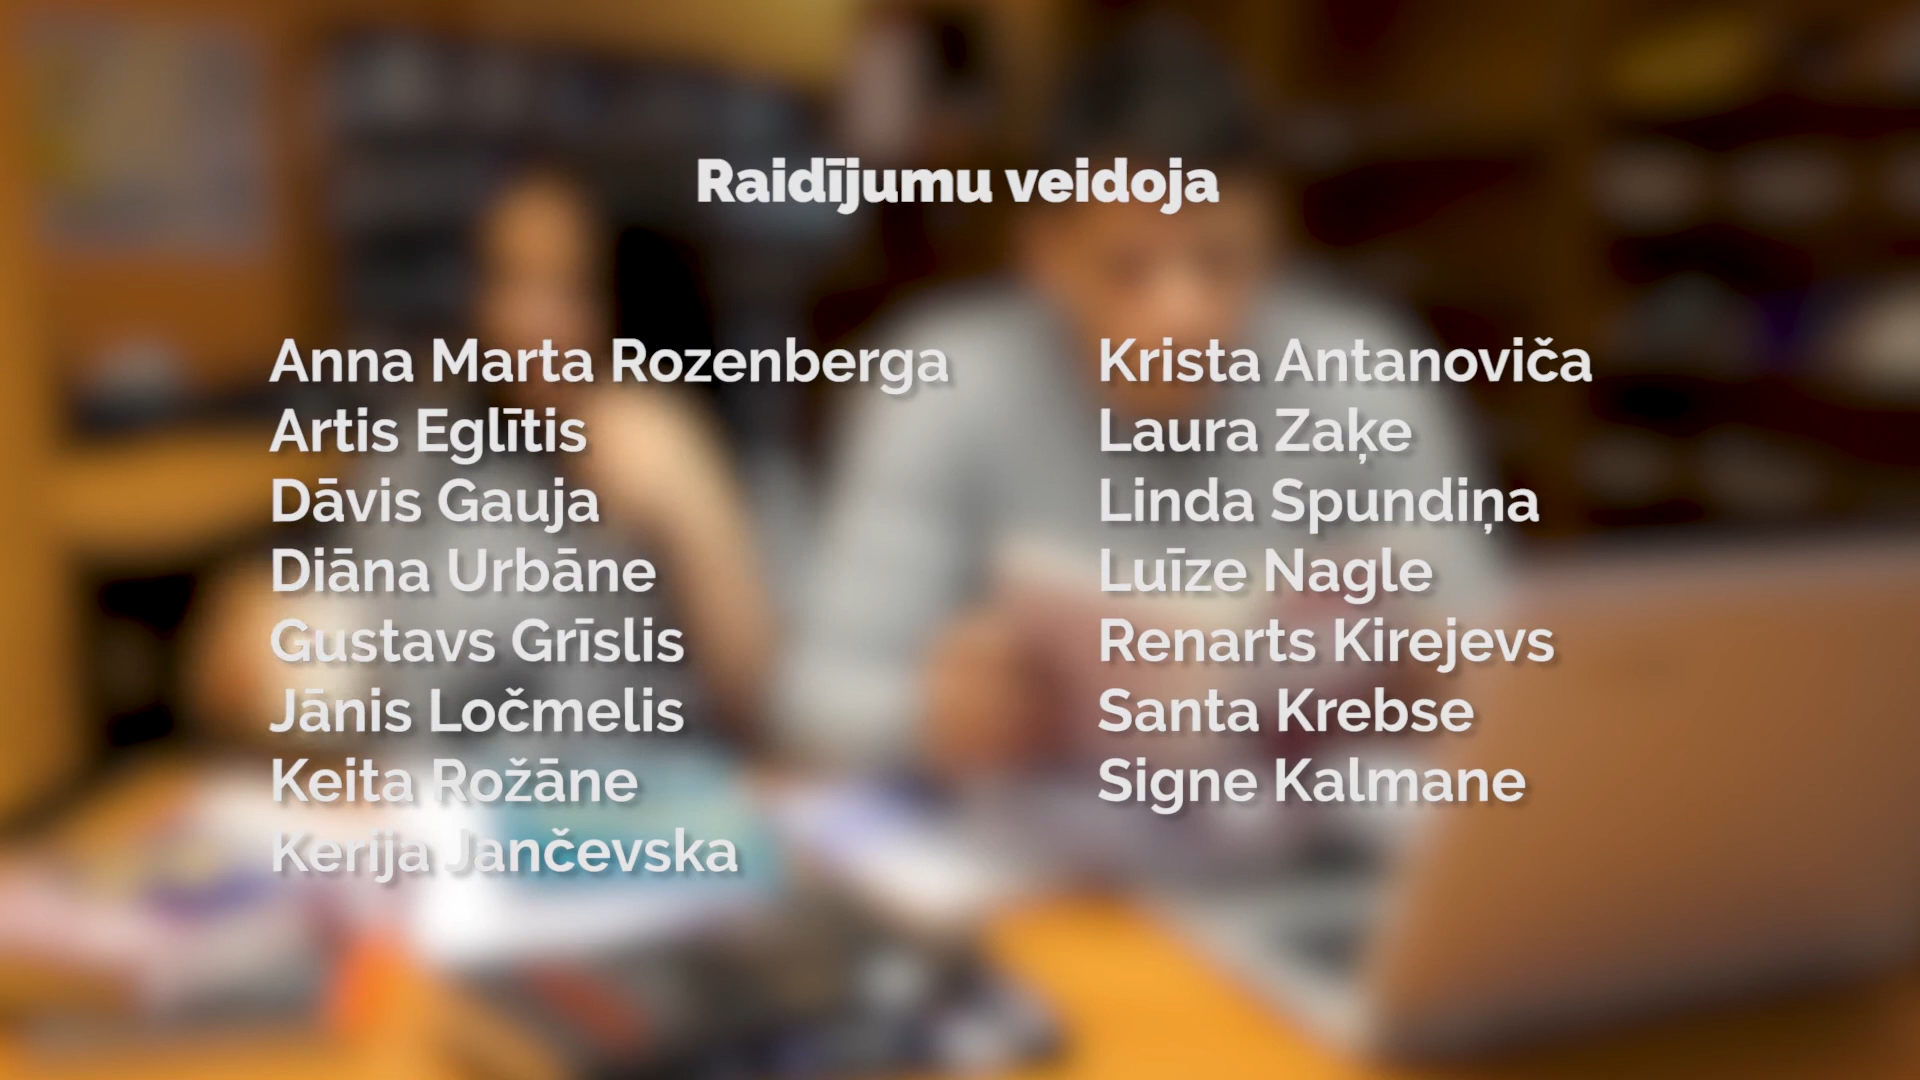 Raidījumu veidoja
Anna Marta Rozenberga
Artis Eglītis
Dāvis Gauja
Diāna Urbāne
Gustavs Grīslis
Jānis Ločmelis
Keita Rožāne
Kerija Jančevska
Krista Antanoviča
Laura Zaķe
Linda Spundiņa
Luīze Nagle
Renarts Kirejevs
Santa Krebse
Signe Kalmane